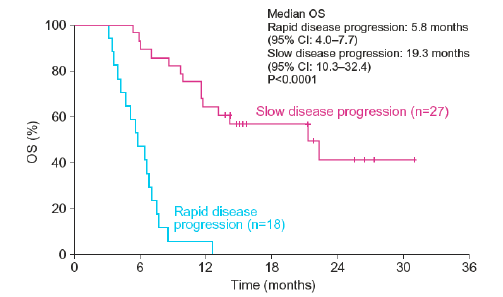 Median OS
Rapid disease progression: 5.8 months
(95% CI: 4.0–7.7)
Slow disease progression: 19.3 months
(95% CI: 10.3–32.4)
P<0.0001
100
80
60
40
20
0
OS (%)
Slow disease progression (n=27)
Rapid disease
progression (n=18)
0 6 12 18 24 30 36
Time (months)